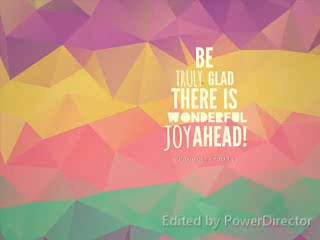 BE
TRULY GLAD
THERE IS
WONDERFUL
JOY AHEAD!
Edited by PowerDirector